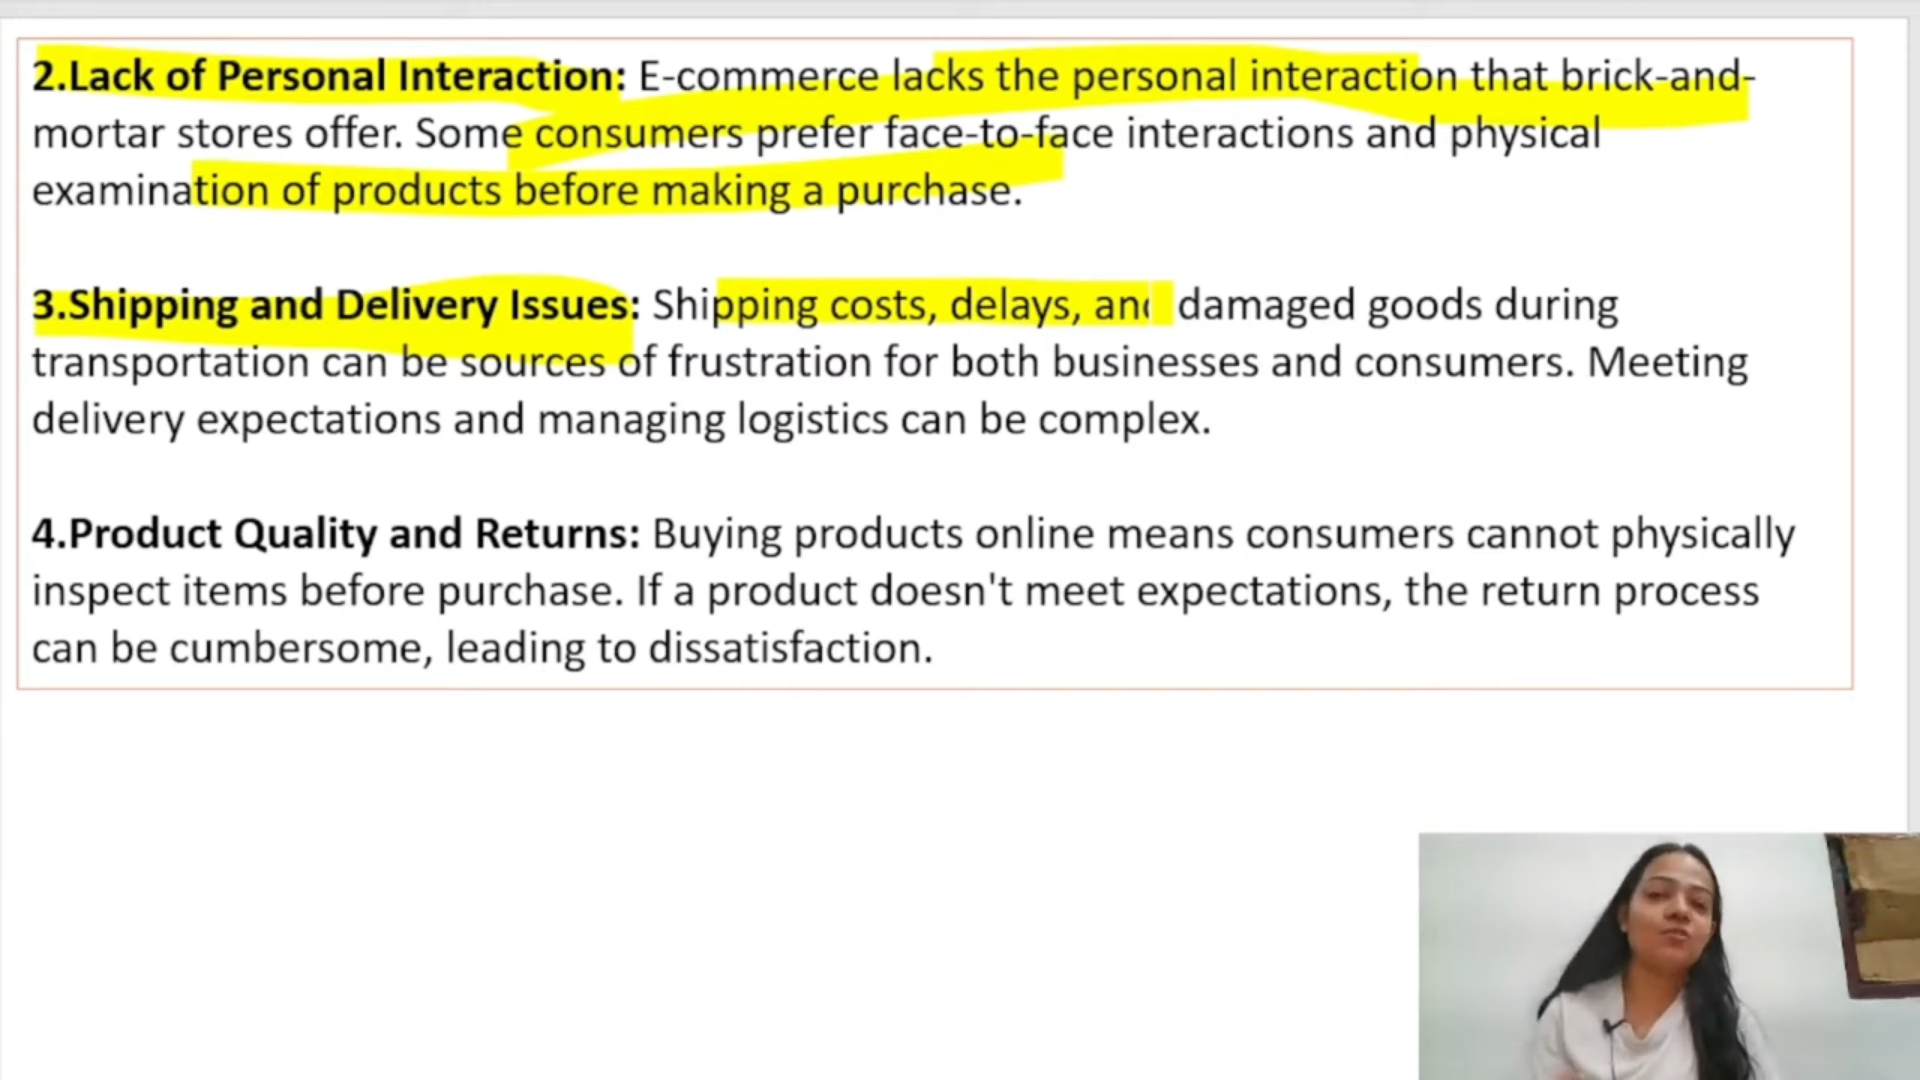 2.Lack of Personal Interaction: E-commerce lacks the personal interaction that brick-and-
mortar stores offer. Some consumers prefer face-to-face interactions and physical
examination of products before making a purchase.
3.Shipping and Delivery Issues: Shipping costs, delays, and damaged goods during
transportation can be sources of frustration for both businesses and consumers. Meeting
delivery expectations and managing logistics can be complex.
4.Product Quality and Returns: Buying products online means consumers cannot physically
inspect items before purchase. If a product doesn't meet expectations, the return process
can be cumbersome, leading to dissatisfaction.